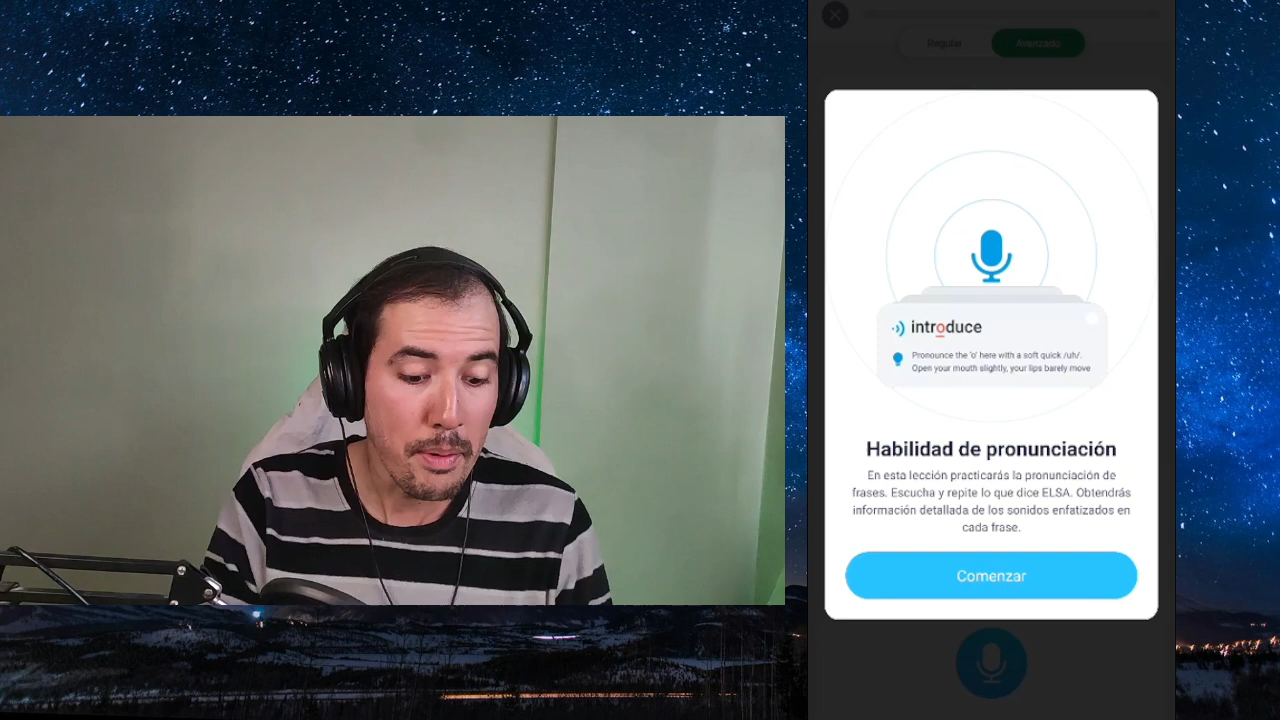 Regular
Avanzado
introduce
Pronounce the 'o' here with a soft quick /uh/.
Open your mouth slightly, your lips barely move
Habilidad de pronunciación
En esta lección practicarás la pronunciación de
frases. Escucha y repite lo que dice ELSA. Obtendrás
información detallada de los sonidos enfatizados en
cada frase.
Comenzar